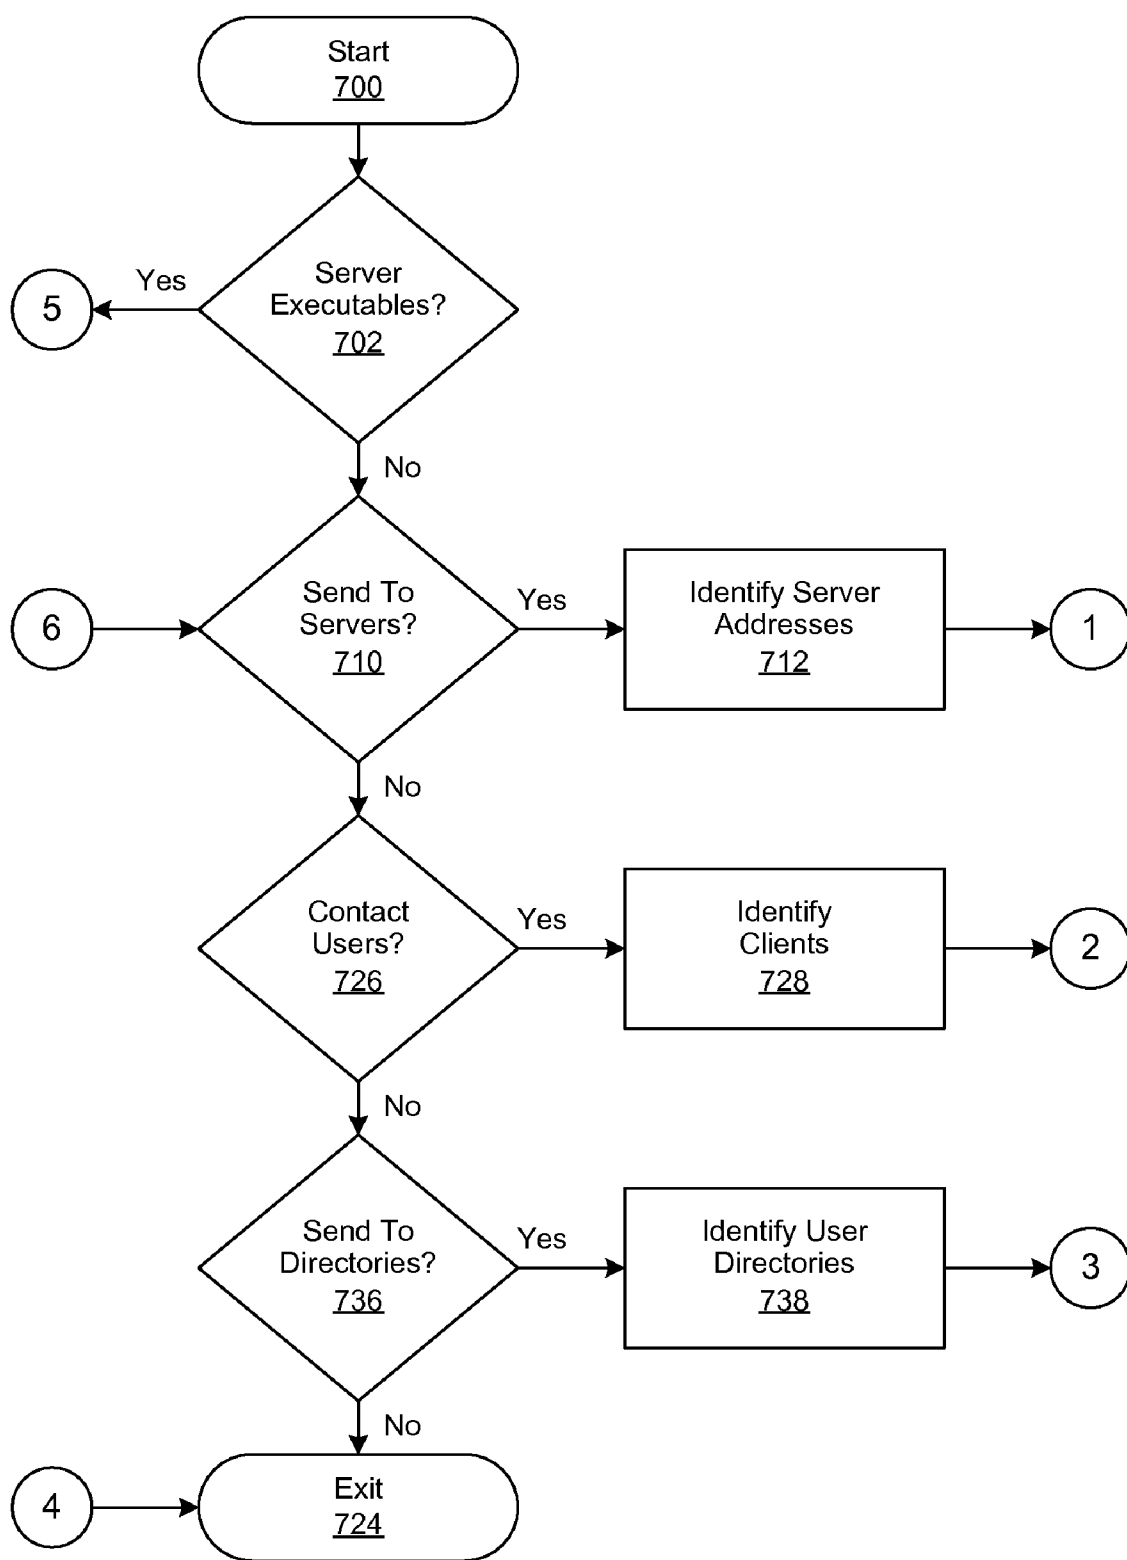 Start
700
Server
Executables?
702
Yes
5
No
Send To
Servers?
710
6
Yes
Identify Server
Addresses
712
1
No
Contact
Users?
726
Yes
Identify
Clients
728
2
No
Send To
Directories?
736
Yes
Identify User
Directories
738
3
No
4
Exit
724